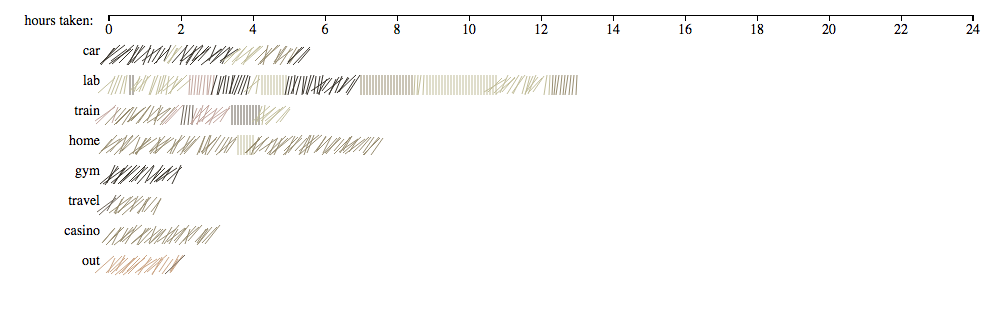 hours taken: 0 2 4 6 8 10 12 14 16 18 20 22 24
car
lab
train
home
gym
travel
casino
out